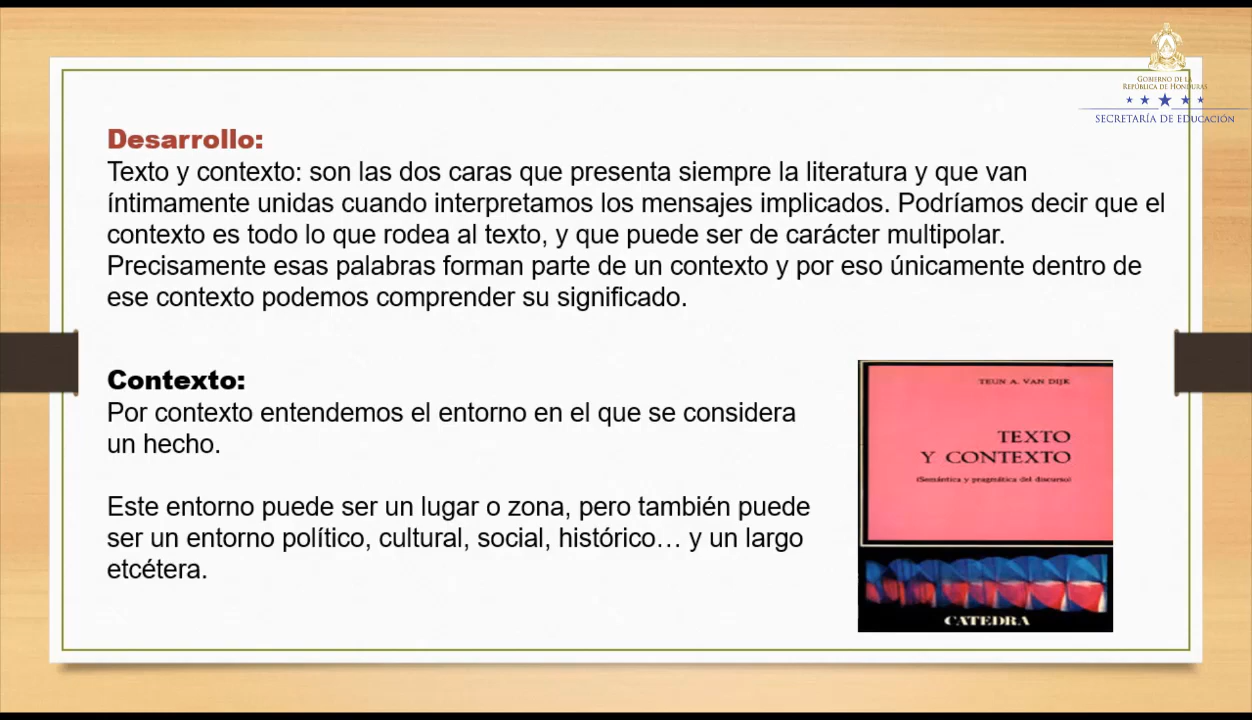 GOBIERNO DE LA
REPÚBLICA DE HONDURAS
SECRETARÍA DE EDUCACIÓN
Desarrollo:
Texto y contexto: son las dos caras que presenta siempre la literatura y que van
íntimamente unidas cuando interpretamos los mensajes implicados. Podríamos decir que el
contexto es todo lo que rodea al texto, y que puede ser de carácter multipolar.
Precisamente esas palabras forman parte de un contexto y por eso únicamente dentro de
ese contexto podemos comprender su significado.
Contexto:
Por contexto entendemos el entorno en el que se considera
un hecho.
Este entorno puede ser un lugar o zona, pero también puede
ser un entorno político, cultural, social, histórico… y un largo
etcétera.
TEUN A. VAN DIJK
TEXTO
Y CONTEXTO
(Semántica y pragmática del discurso)
CATEDRA